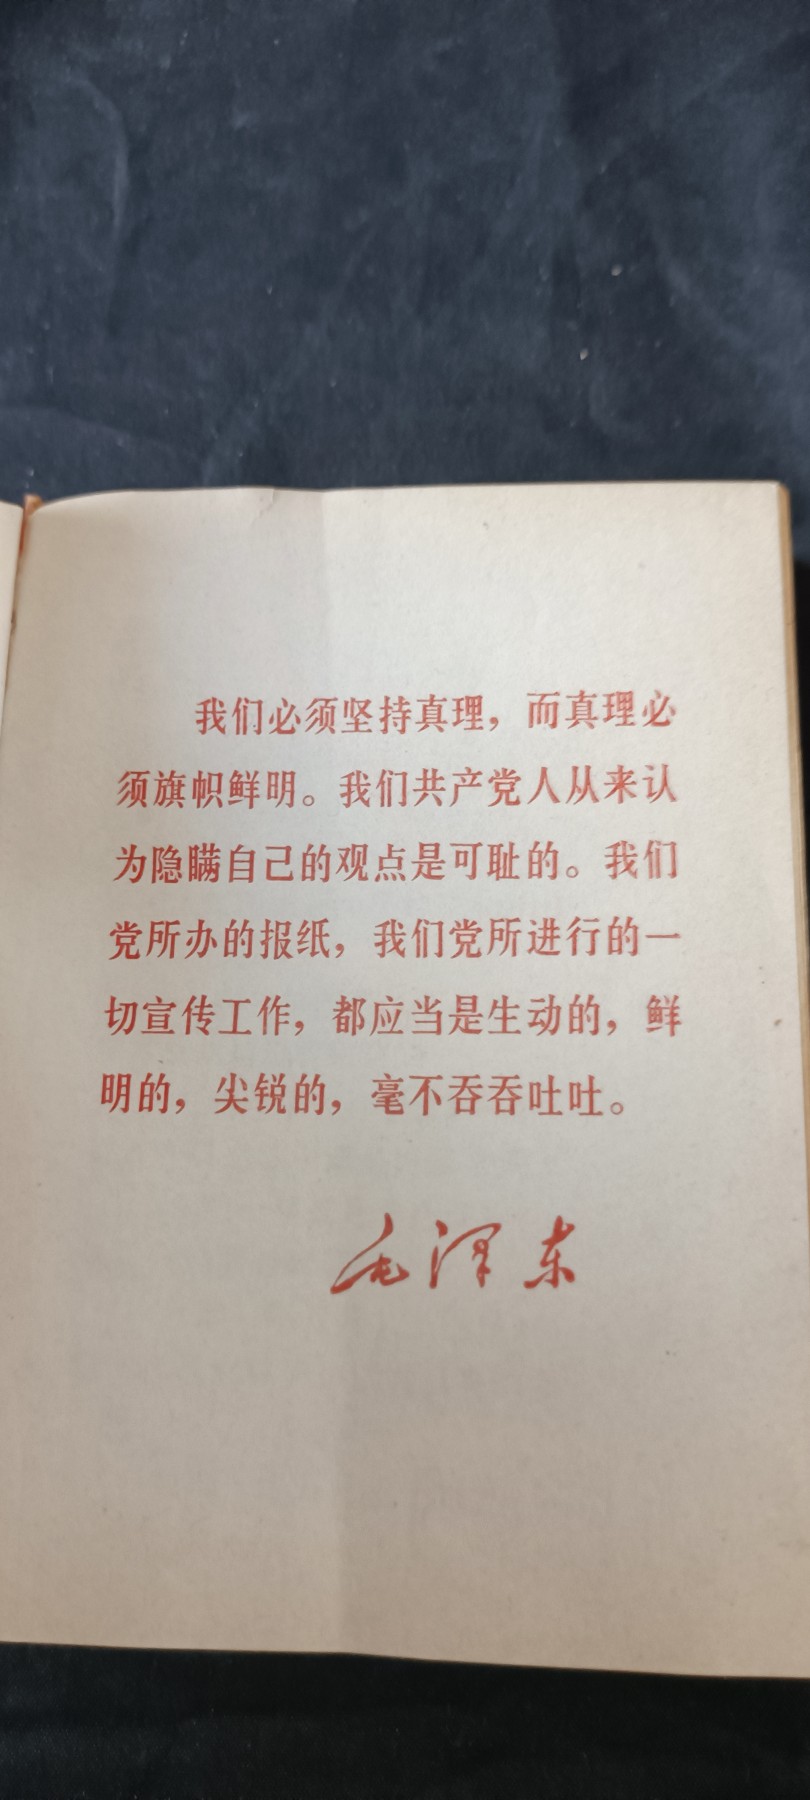 我们必须坚持真理，而真理必
须旗帜鲜明。我们共产党人从来认
为隐瞒自己的观点是可耻的。我们
党所办的报纸，我们党所进行的一
切宣传工作，都应当是生动的，鲜
明的，尖锐的，毫不吞吞吐吐。
毛泽东